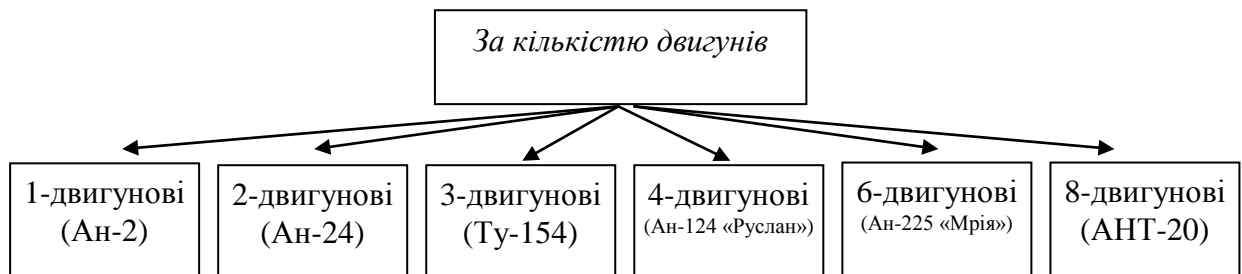 За кількістю двигунів
1-двигунові
(Ан-2)
2-двигунові
(Ан-24)
3-двигунові
(Ту-154)
4-двигунові
(Ан-124 «Руслан»)
6-двигунові
(Ан-225 «Мрія»)
8-двигунові
(АНТ-20)